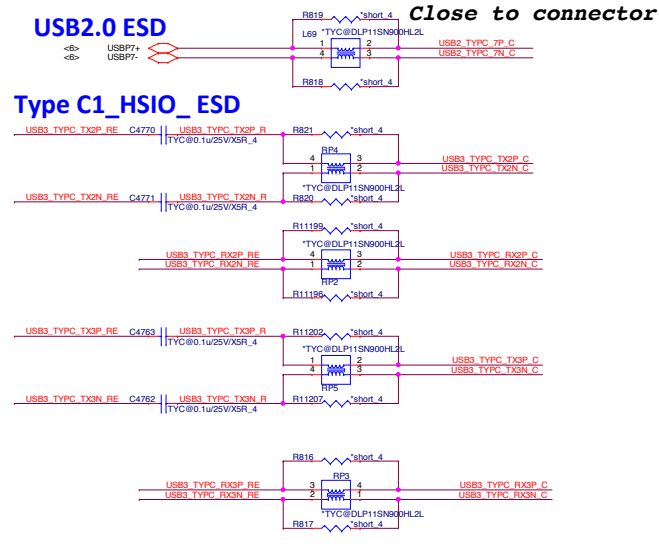 USB2.0 ESD
Close to connector
R819 *short_4
L69 *TYC@DLP11SN900HL2L
<6> USBP7+ 1 2 USB2_TYPC_7P_C
<6> USBP7- 4 3 USB2_TYPC_7N_C
R818 *short_4
Type C1_HSIO_ ESD
USB3_TYPC_TX2P_RE C4770 USB3_TYPC_TX2P_R R821 *short_4
TYC@0.1u/25V/X5R_4
RP4
4 3 USB3_TYPC_TX2P_C
1 2 USB3_TYPC_TX2N_C
*TYC@DLP11SN900HL2L
USB3_TYPC_TX2N_RE C4771 USB3_TYPC_TX2N_R R820 *short_4
TYC@0.1u/25V/X5R_4
R11199 *short_4
*TYC@DLP11SN900HL2L
USB3_TYPC_RX2P_RE 4 3 USB3_TYPC_RX2P_C
USB3_TYPC_RX2N_RE 1 2 USB3_TYPC_RX2N_C
RP2
R11196 *short_4
USB3_TYPC_TX3P_RE C4763 USB3_TYPC_TX3P_R R11202 *short_4
TYC@0.1u/25V/X5R_4
*TYC@DLP11SN900HL2L
1 2 USB3_TYPC_TX3P_C
4 3 USB3_TYPC_TX3N_C
RP5
USB3_TYPC_TX3N_RE C4762 USB3_TYPC_TX3N_R R11207 *short_4
TYC@0.1u/25V/X5R_4
R816 *short_4
RP3
USB3_TYPC_RX3P_RE 3 4 USB3_TYPC_RX3P_C
USB3_TYPC_RX3N_RE 2 1 USB3_TYPC_RX3N_C
*TYC@DLP11SN900HL2L
R817 *short_4